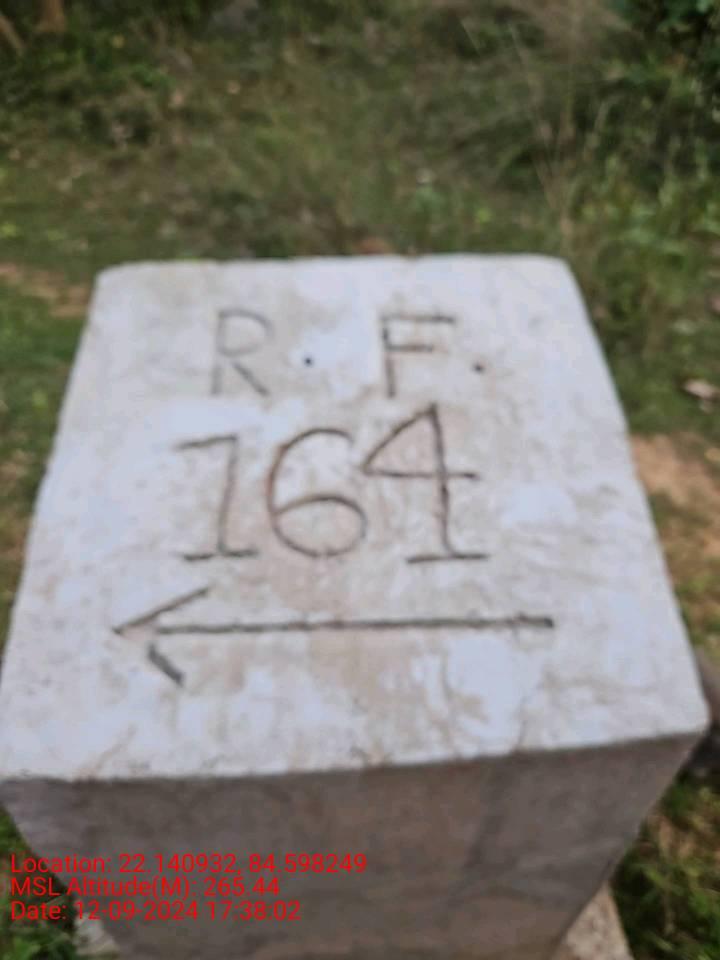 R. F.
164
Location: 22.140932, 84.598249
MSL Altitude(M): 265.44
Date: 12-09-2024 17:38:02